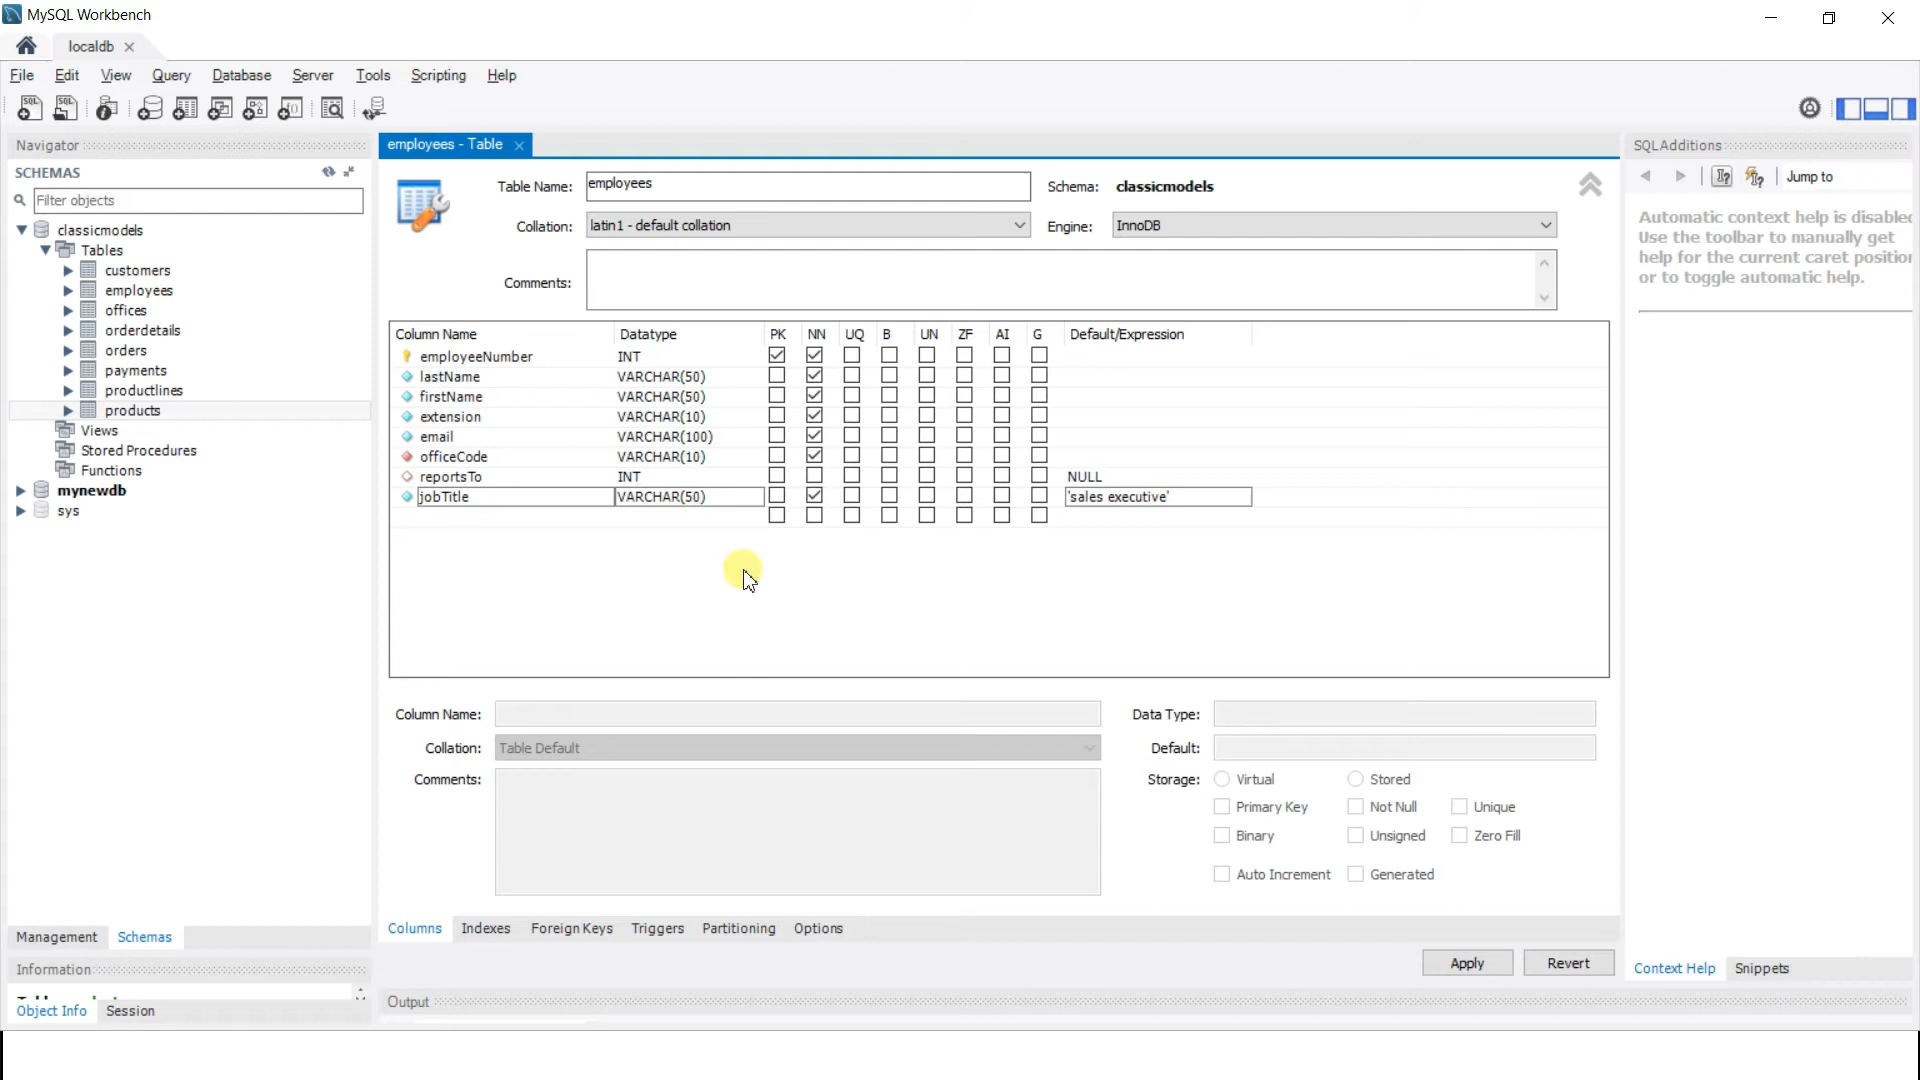 MySQL Workbench
localdb
File Edit View Query Database Server Tools Scripting Help
Navigator
SCHEMAS
Filter objects
classicmodels
Tables
customers
employees
offices
orderdetails
orders
payments
productlines
products
Views
Stored Procedures
Functions
mynewdb
sys
Management Schemas
Information
Object Info Session
employees - Table
Table Name: employees Schema: classicmodels
Collation: latin1 - default collation Engine: InnoDB
Comments:
Column Name Datatype PK NN UQ B UN ZF AI G Default/Expression
employeeNumber INT
lastName VARCHAR(50)
firstName VARCHAR(50)
extension VARCHAR(10)
email VARCHAR(100)
officeCode VARCHAR(10)
reportsTo INT NULL
jobTitle VARCHAR(50) 'sales executive'
Column Name: Data Type:
Collation: Table Default Default:
Comments: Storage: Virtual Stored
Primary Key Not Null Unique
Binary Unsigned Zero Fill
Auto Increment Generated
Columns Indexes Foreign Keys Triggers Partitioning Options
Apply Revert
Output
SQLAdditions
Jump to
Automatic context help is disabled
Use the toolbar to manually get
help for the current caret position
or to toggle automatic help.
Context Help Snippets